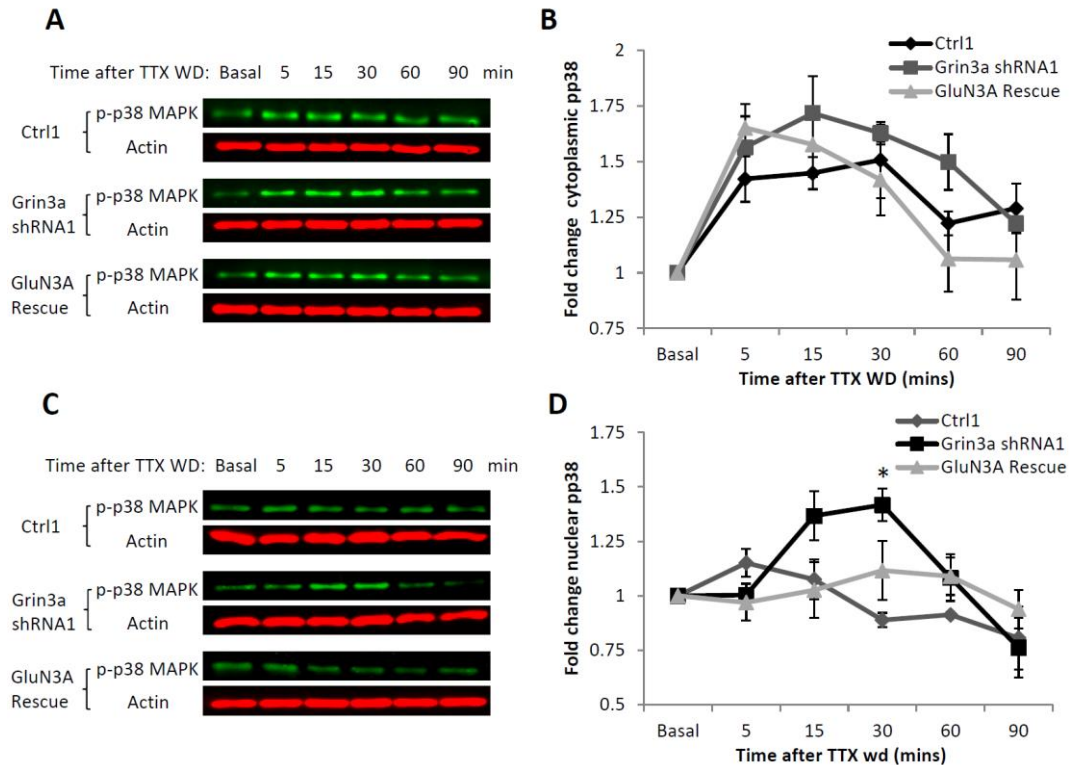 A
Time after TTX WD: Basal 5 15 30 60 90 min
Ctrl1
p-p38 MAPK
Actin
Grin3a
shRNA1
p-p38 MAPK
Actin
GluN3A
Rescue
p-p38 MAPK
Actin
B
Fold change cytoplasmic pp38
2
1.75
1.5
1.25
1
0.75
Ctrl1
Grin3a shRNA1
GluN3A Rescue
Basal 5 15 30 60 90
Time after TTX WD (mins)
C
Time after TTX WD: Basal 5 15 30 60 90 min
Ctrl1
p-p38 MAPK
Actin
Grin3a
shRNA1
p-p38 MAPK
Actin
GluN3A
Rescue
p-p38 MAPK
Actin
D
Fold change nuclear pp38
1.75
1.5
1.25
1
0.75
0.5
Ctrl1
Grin3a shRNA1
GluN3A Rescue
*
Basal 5 15 30 60 90
Time after TTX wd (mins)